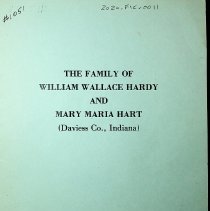 #1051
2020.FIC.0011
THE FAMILY OF
WILLIAM WALLACE HARDY
AND
MARY MARIA HART
(Daviess Co., Indiana)